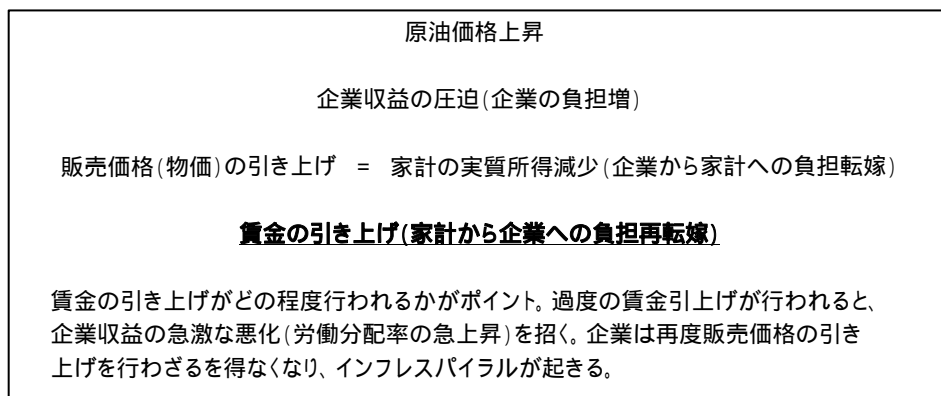 原油価格上昇
企業収益の圧迫(企業の負担増)
販売価格(物価)の引き上げ = 家計の実質所得減少(企業から家計への負担転嫁)
賃金の引き上げ(家計から企業への負担再転嫁)
賃金の引き上げがどの程度行われるかがポイント。過度の賃金引上げが行われると、
企業収益の急激な悪化(労働分配率の急上昇)を招く。企業は再度販売価格の引き
上げを行わざるを得なくなり、インフレスパイラルが起きる。